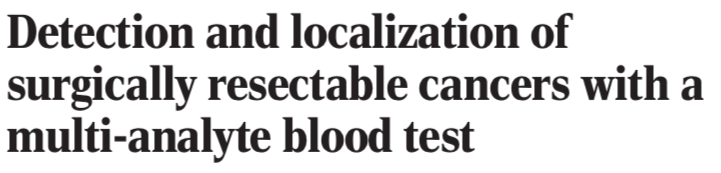 Detection and localization of
surgically resectable cancers with a
multi-analyte blood test